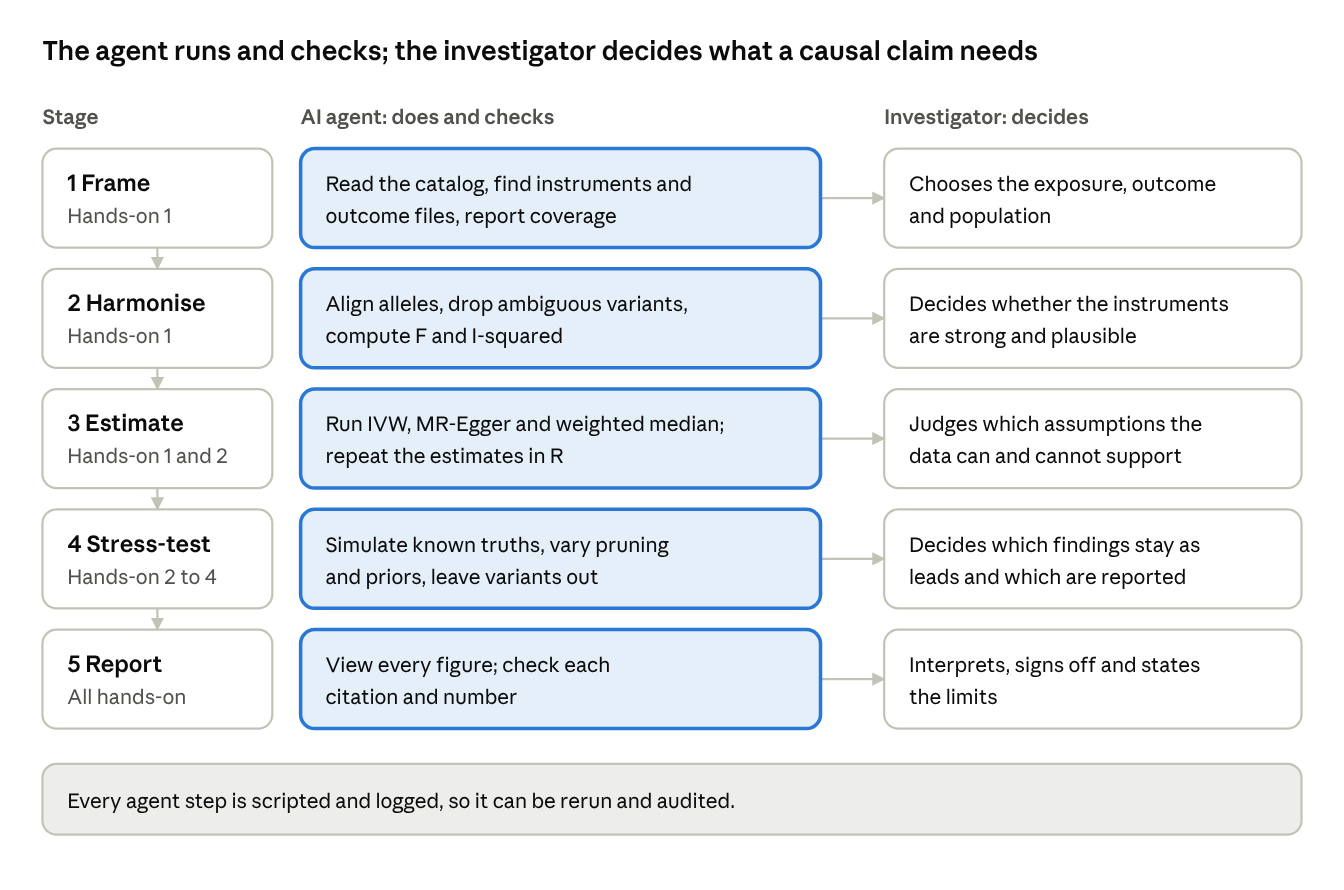 The agent runs and checks; the investigator decides what a causal claim needs
Stage
AI agent: does and checks
Investigator: decides
1 Frame
Hands-on 1
Read the catalog, find instruments and
outcome files, report coverage
Chooses the exposure, outcome
and population
2 Harmonise
Hands-on 1
Align alleles, drop ambiguous variants,
compute F and I-squared
Decides whether the instruments
are strong and plausible
3 Estimate
Hands-on 1 and 2
Run IVW, MR-Egger and weighted median;
repeat the estimates in R
Judges which assumptions the
data can and cannot support
4 Stress-test
Hands-on 2 to 4
Simulate known truths, vary pruning
and priors, leave variants out
Decides which findings stay as
leads and which are reported
5 Report
All hands-on
View every figure; check each
citation and number
Interprets, signs off and states
the limits
Every agent step is scripted and logged, so it can be rerun and audited.